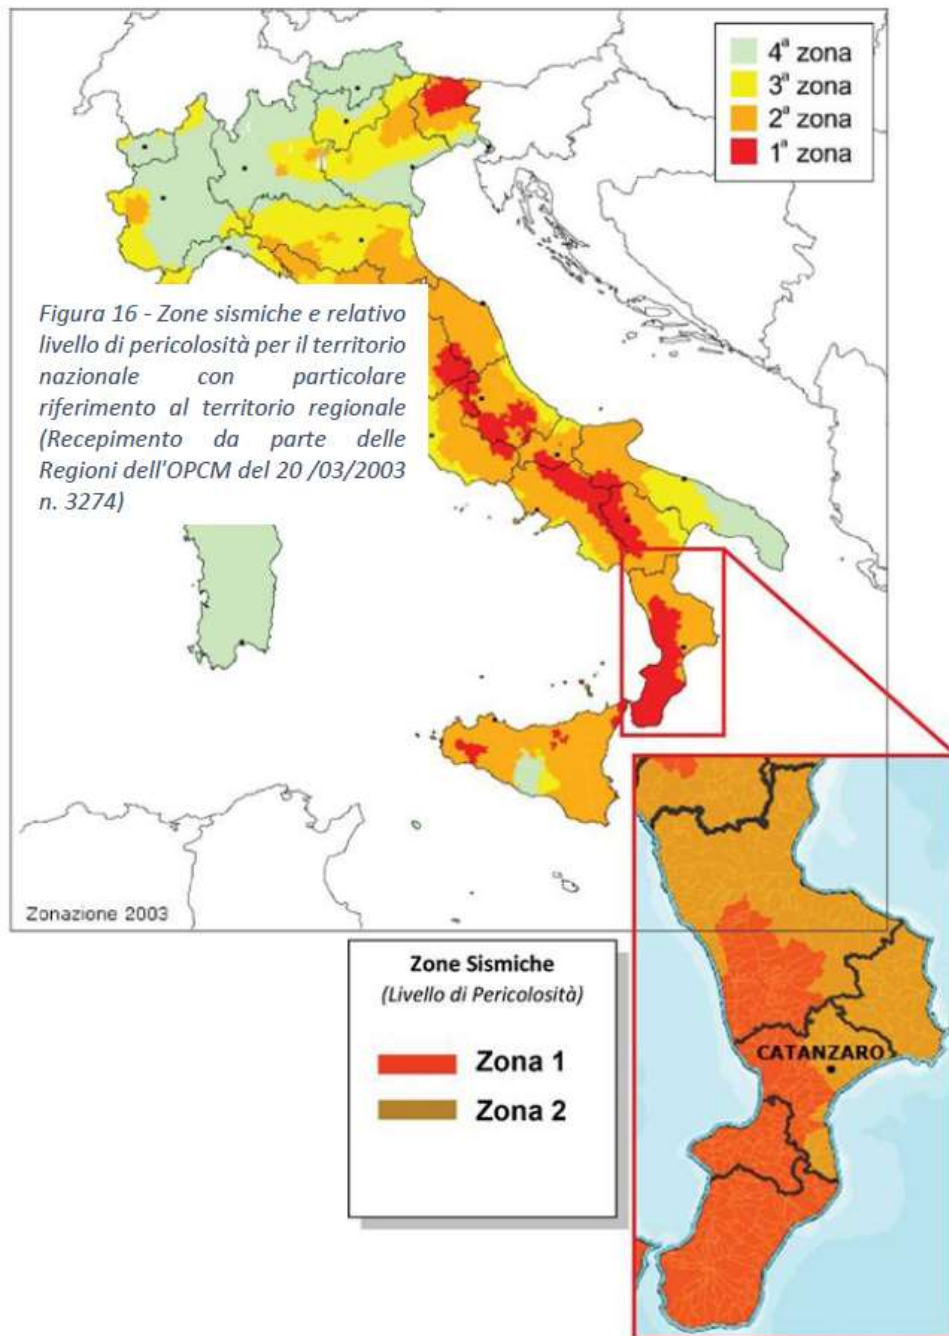 4ª zona
3ª zona
2ª zona
1ª zona
Figura 16 - Zone sismiche e relativo
livello di pericolosità per il territorio
nazionale con particolare
riferimento al territorio regionale
(Recepimento da parte delle
Regioni dell'OPCM del 20 /03/2003
n. 3274)
Zonazione 2003
Zone Sismiche
(Livello di Pericolosità)
Zona 1
Zona 2
CATANZARO